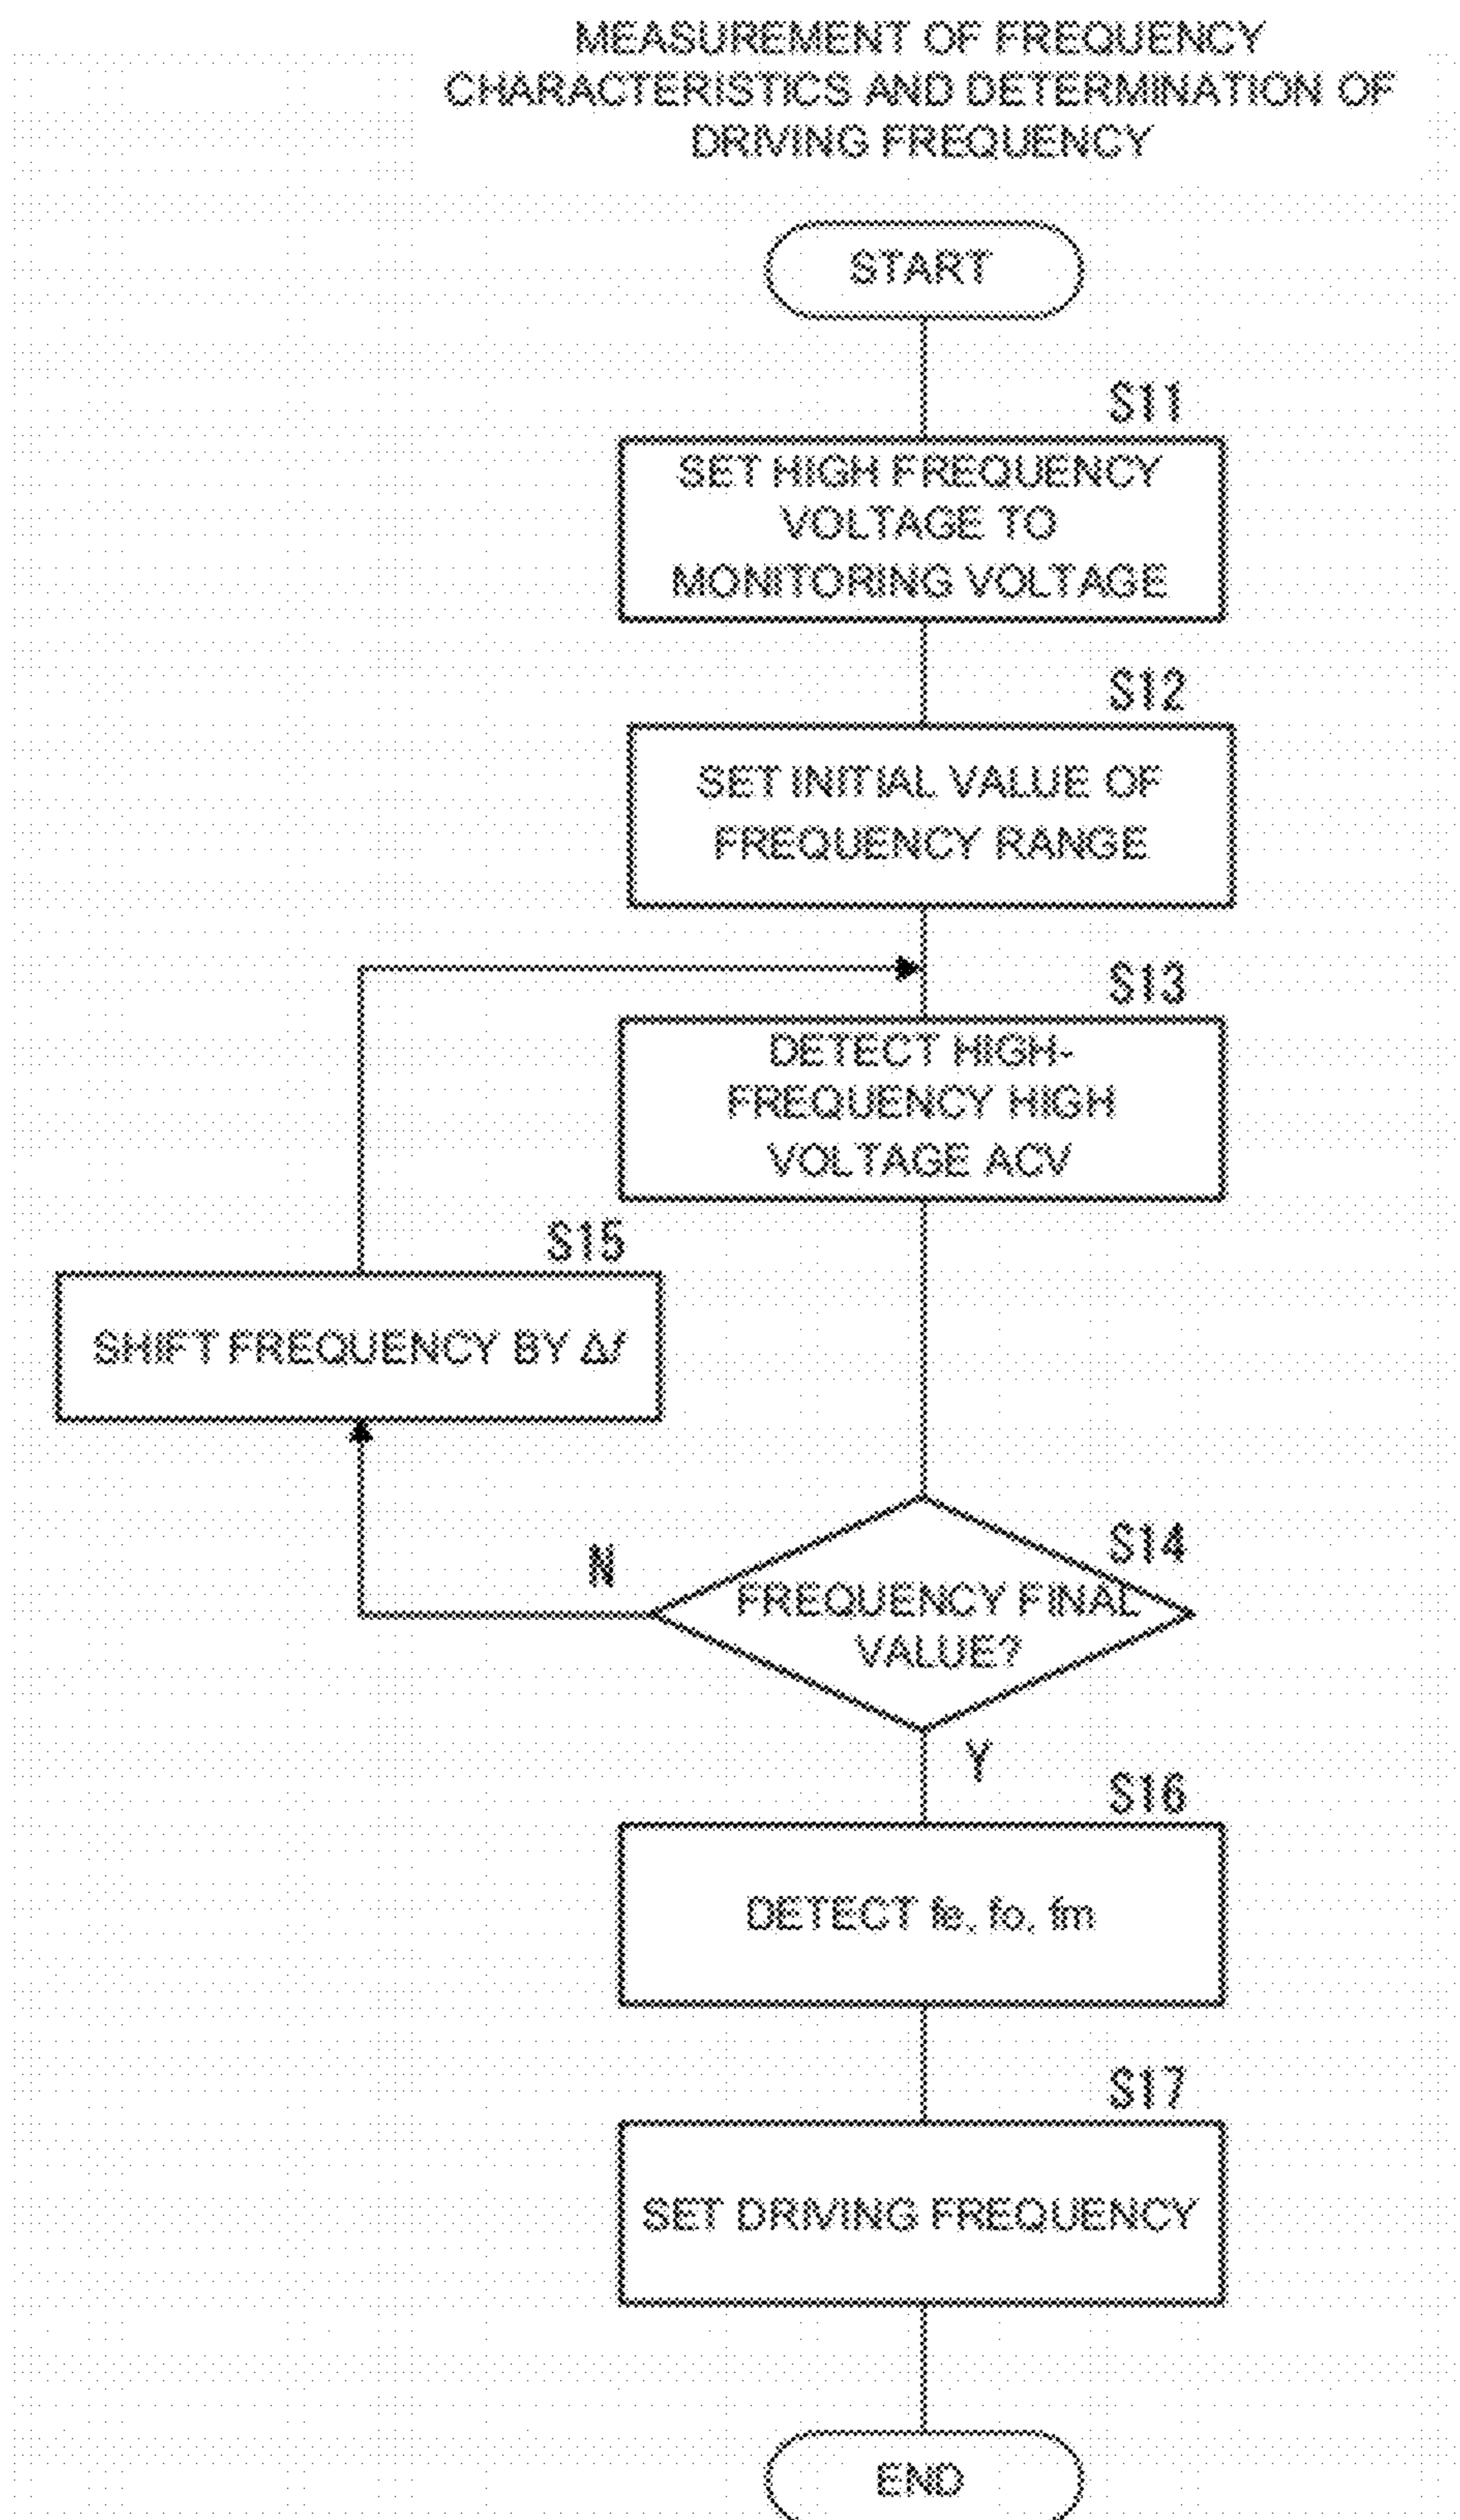 MEASUREMENT OF FREQUENCY
CHARACTERISTICS AND DETERMINATION OF
DRIVING FREQUENCY
START
S11
SET HIGH FREQUENCY
VOLTAGE TO
MONITORING VOLTAGE
S12
SET INITIAL VALUE OF
FREQUENCY RANGE
S13
DETECT HIGH-
FREQUENCY HIGH
VOLTAGE ACV
S15
SHIFT FREQUENCY BY Δf
S14
N
FREQUENCY FINAL
VALUE?
Y
S16
DETECT fe, fo, fm
S17
SET DRIVING FREQUENCY
END